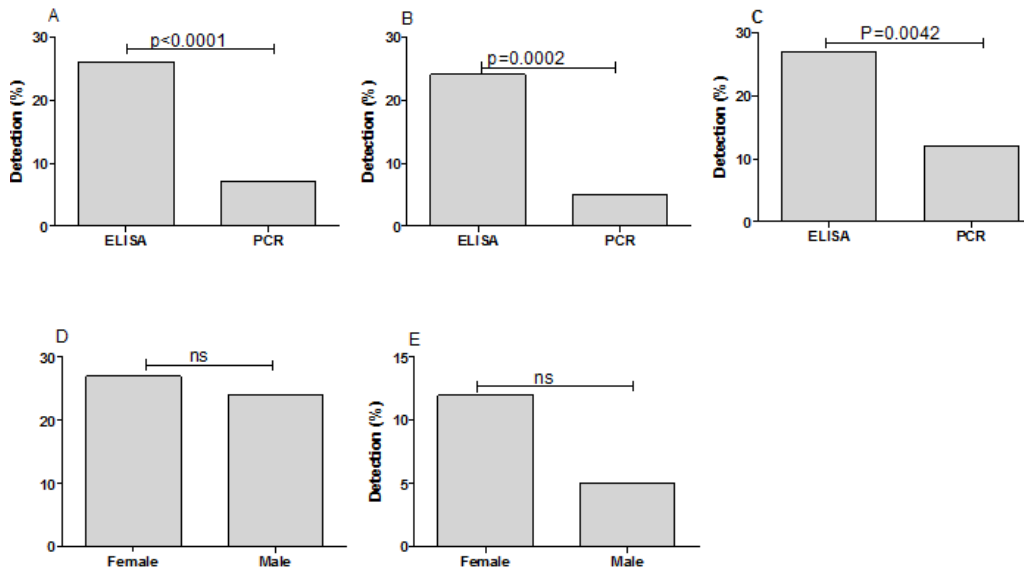 A
p<0.0001
30
20
10
0
Detection (%)
ELISA PCR
B
p=0.0002
30
20
10
0
Detection (%)
ELISA PCR
C
P=0.0042
30
20
10
0
Detection (%)
ELISA PCR
D
ns
30
20
10
0
Female Male
E
ns
15
10
5
0
Detection (%)
Female Male